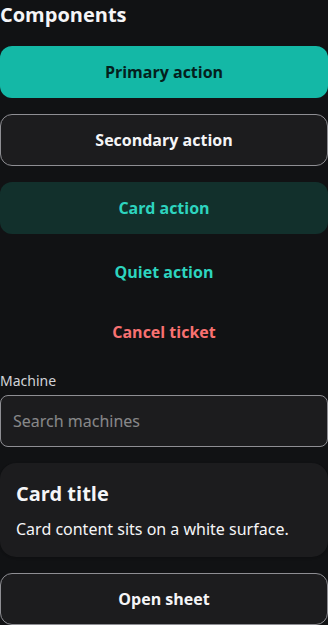 Components
Primary action
Secondary action
Card action
Quiet action
Cancel ticket
Machine
Search machines
Card title
Card content sits on a white surface.
Open sheet